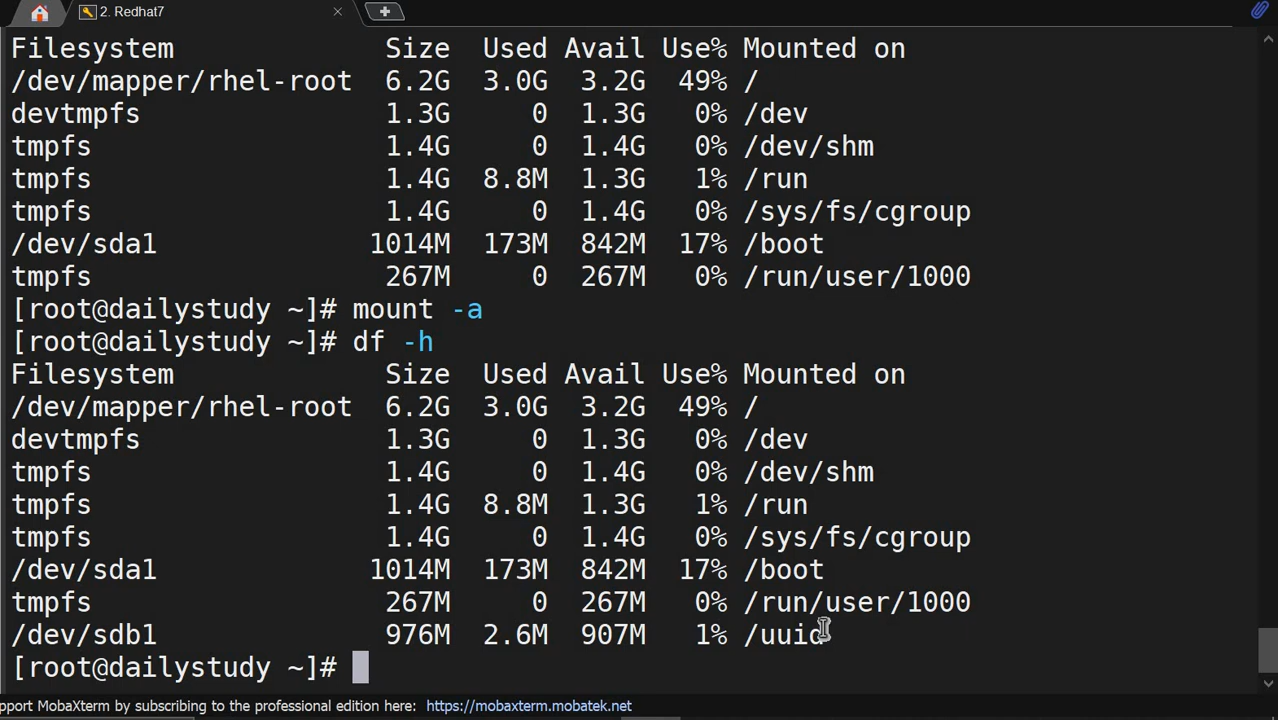 2. Redhat7
Filesystem Size Used Avail Use% Mounted on
/dev/mapper/rhel-root 6.2G 3.0G 3.2G 49% /
devtmpfs 1.3G 0 1.3G 0% /dev
tmpfs 1.4G 0 1.4G 0% /dev/shm
tmpfs 1.4G 8.8M 1.3G 1% /run
tmpfs 1.4G 0 1.4G 0% /sys/fs/cgroup
/dev/sda1 1014M 173M 842M 17% /boot
tmpfs 267M 0 267M 0% /run/user/1000
[root@dailystudy ~]# mount -a
[root@dailystudy ~]# df -h
Filesystem Size Used Avail Use% Mounted on
/dev/mapper/rhel-root 6.2G 3.0G 3.2G 49% /
devtmpfs 1.3G 0 1.3G 0% /dev
tmpfs 1.4G 0 1.4G 0% /dev/shm
tmpfs 1.4G 8.8M 1.3G 1% /run
tmpfs 1.4G 0 1.4G 0% /sys/fs/cgroup
/dev/sda1 1014M 173M 842M 17% /boot
tmpfs 267M 0 267M 0% /run/user/1000
/dev/sdb1 976M 2.6M 907M 1% /uuid
[root@dailystudy ~]#
pport MobaXterm by subscribing to the professional edition here: https://mobaxterm.mobatek.net